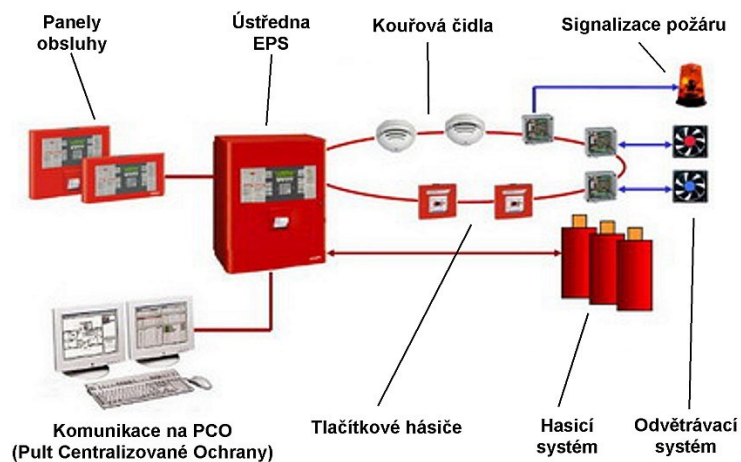 Panely
obsluhy
Ústředna
EPS
Kouřová čidla
Signalizace požáru
Komunikace na PCO
(Pult Centralizované Ochrany)
Tlačítkové hásiče
Hasicí
systém
Odvětrávací
systém